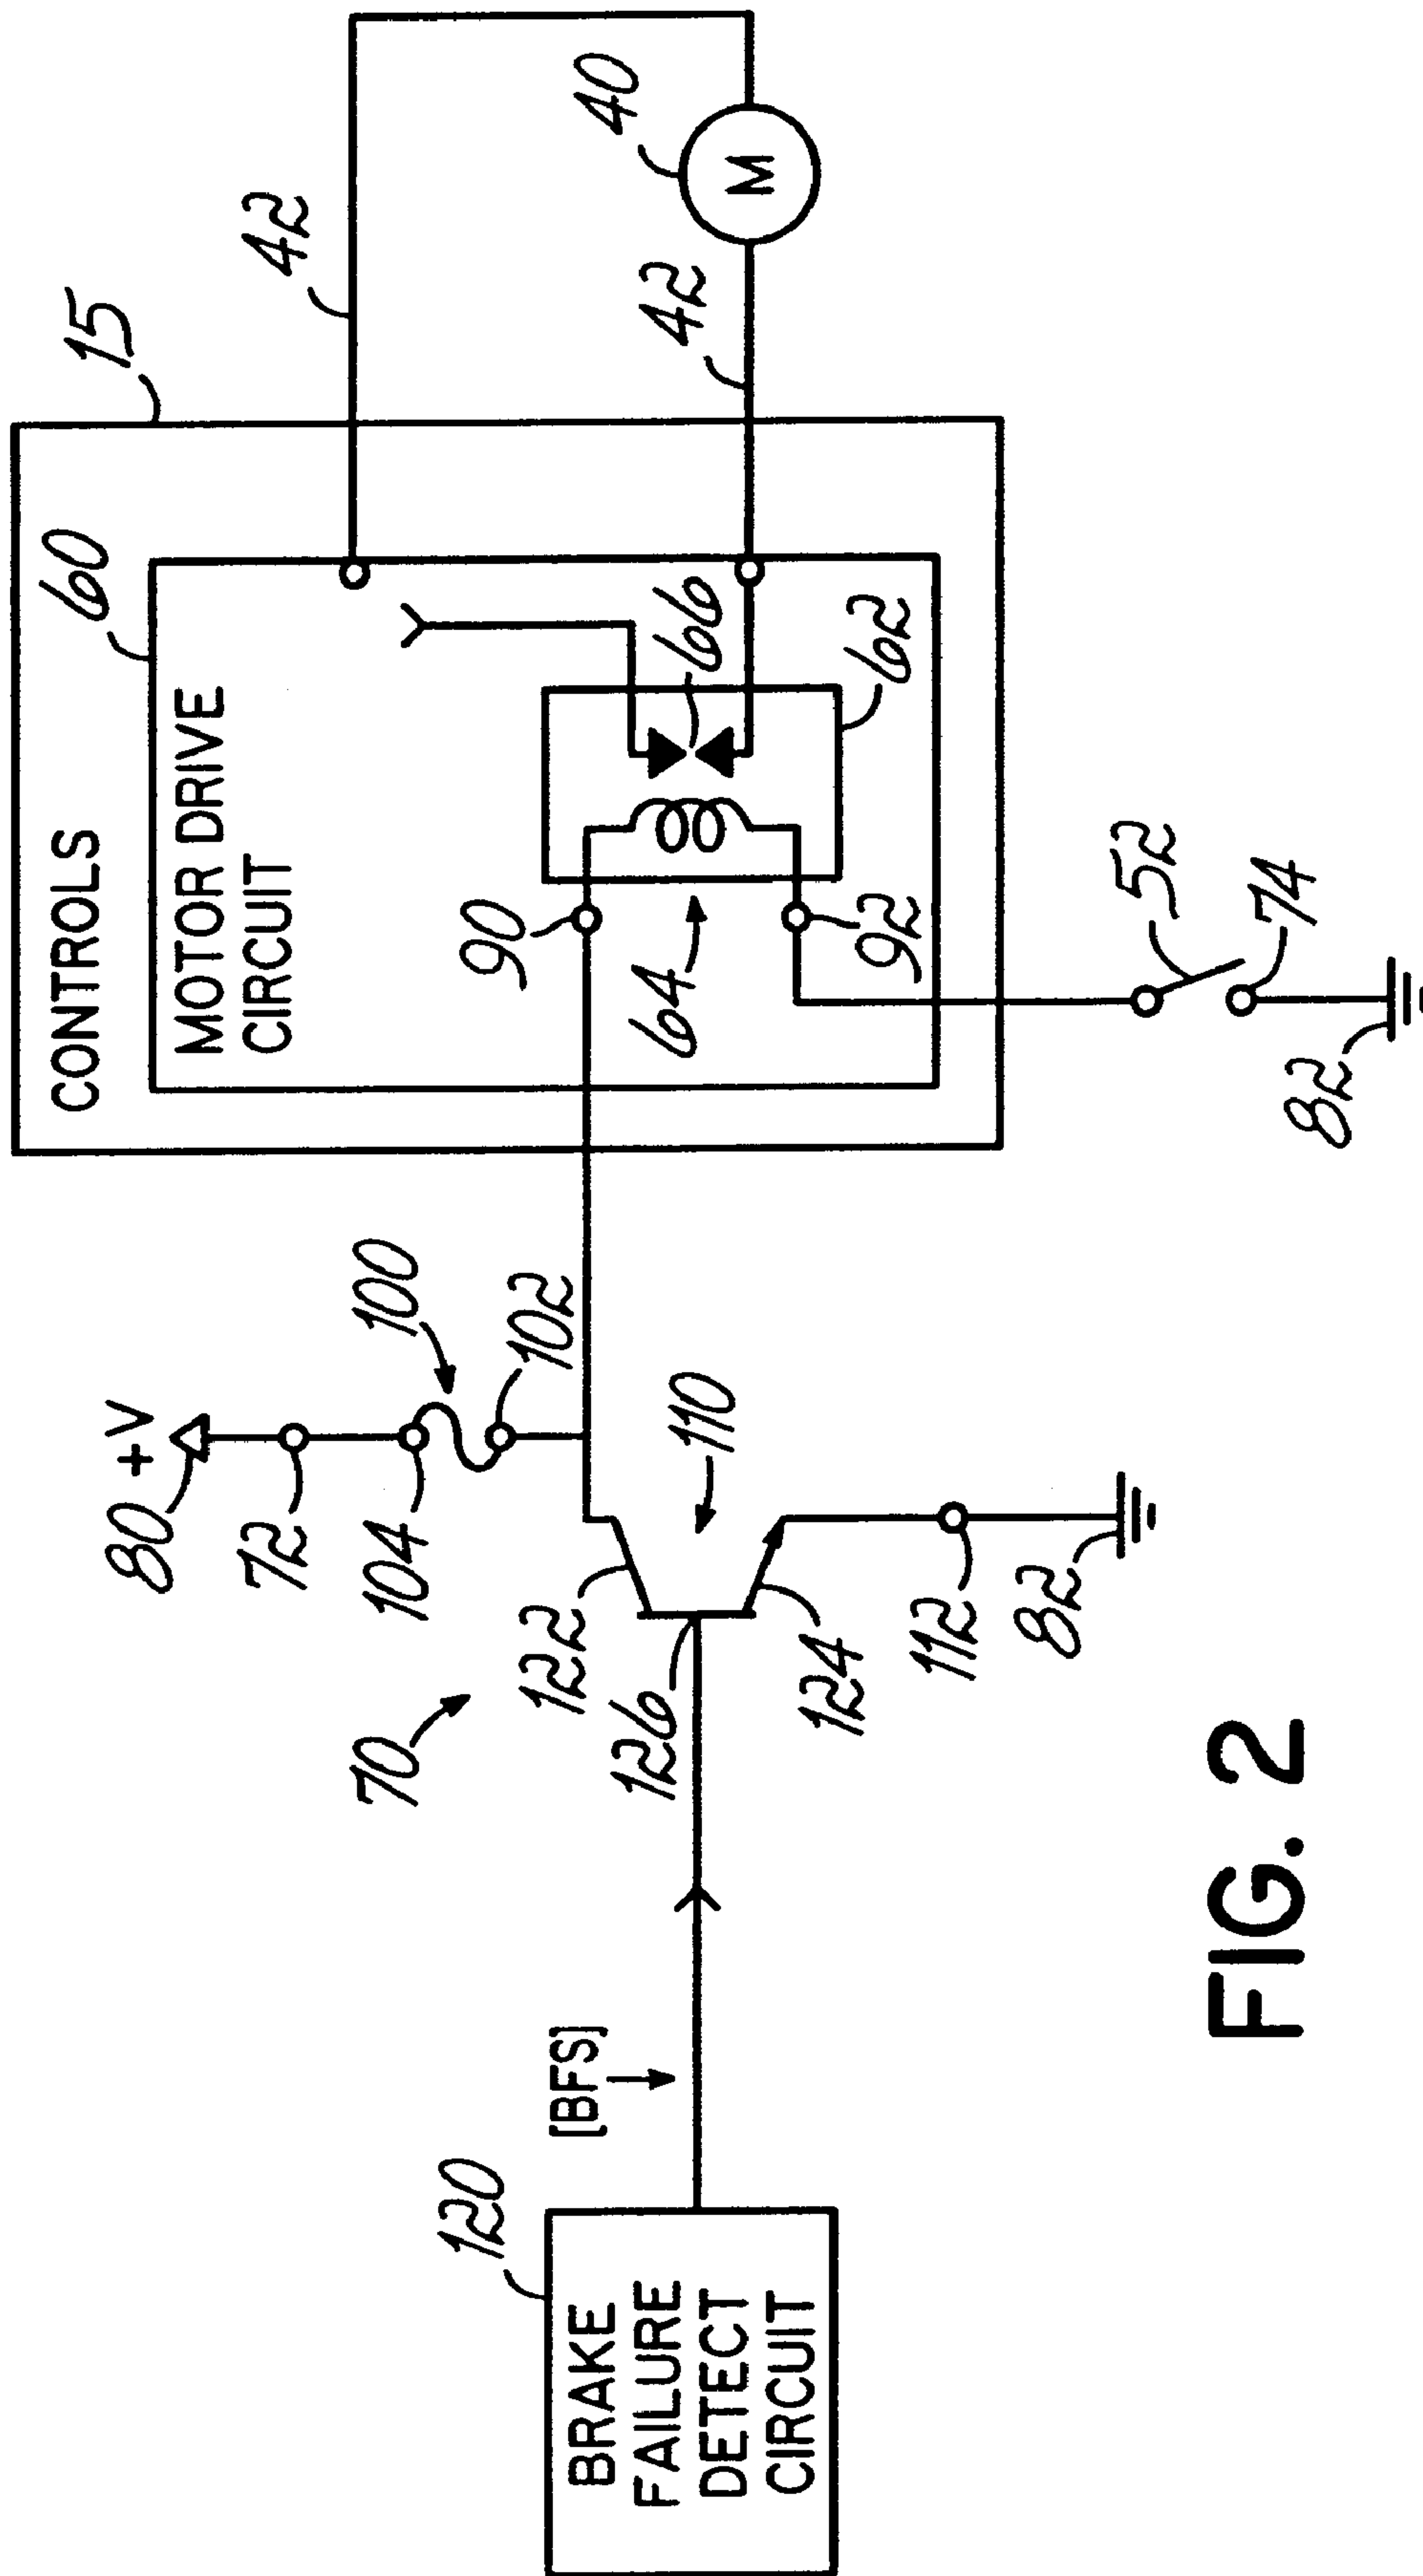 15
CONTROLS
60
MOTOR DRIVE
CIRCUIT
42
42
40
M
66
62
90
64
92
52
74
82
+V
80
72
100
104
102
110
122
126
124
112
82
70
[BFS]
120
BRAKE
FAILURE
DETECT
CIRCUIT
FIG. 2